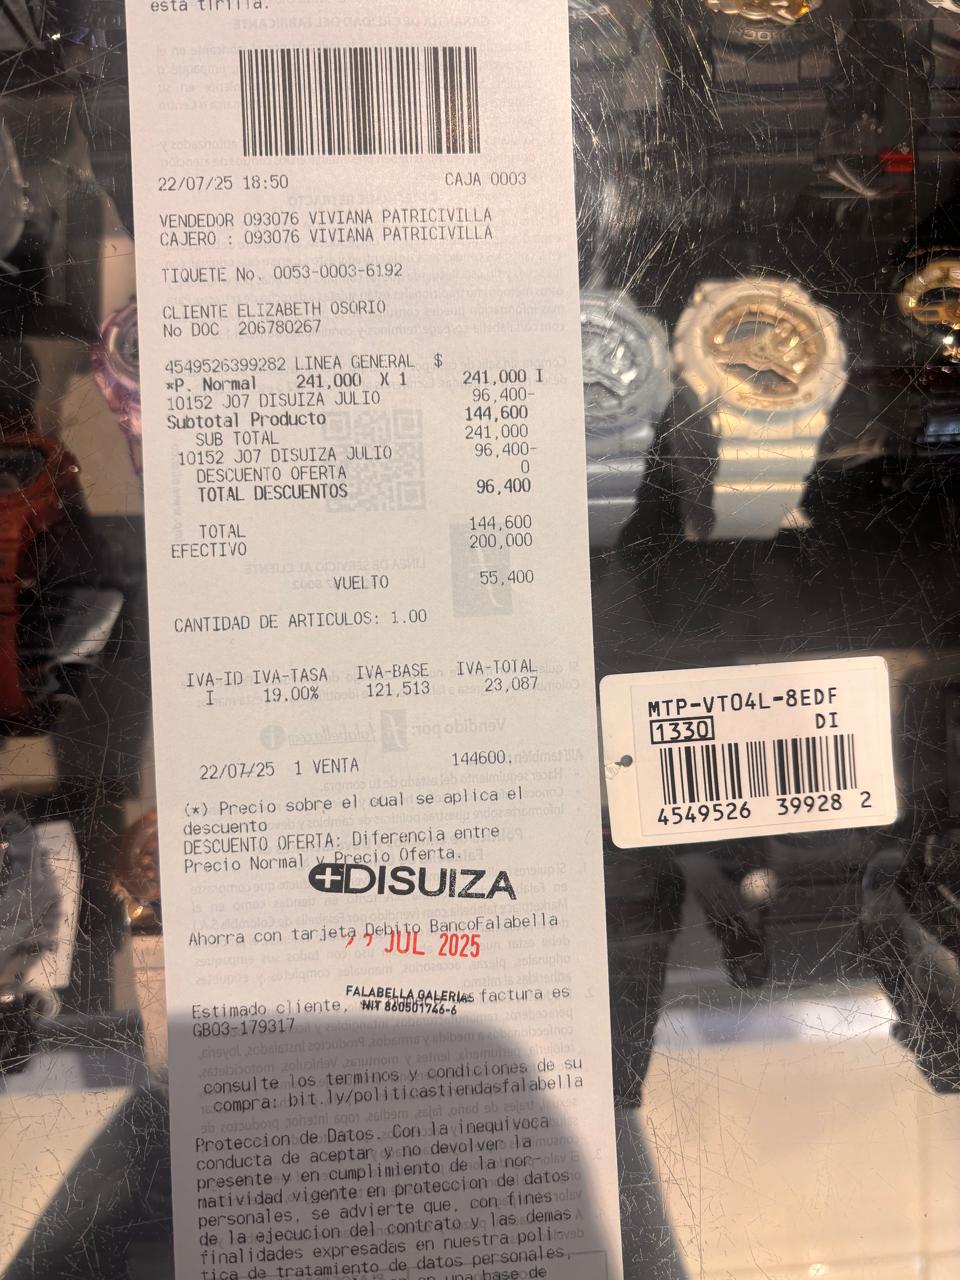 esta tirilla.
22/07/25 18:50 CAJA 0003
VENDEDOR 093076 VIVIANA PATRICIVILLA
CAJERO : 093076 VIVIANA PATRICIVILLA
TIQUETE No. 0053-0003-6192
CLIENTE ELIZABETH OSORIO
No DOC 206780267
4549526399282 LINEA GENERAL $
*P. Normal 241,000 X 1 241,000 I
10152 J07 DISUIZA JULIO 96,400-
Subtotal Producto 144,600
SUB TOTAL 241,000
10152 J07 DISUIZA JULIO 96,400-
DESCUENTO OFERTA 0
TOTAL DESCUENTOS 96,400
TOTAL 144,600
EFECTIVO 200,000
VUELTO 55,400
CANTIDAD DE ARTICULOS: 1.00
IVA-ID IVA-TASA IVA-BASE IVA-TOTAL
I 19.00% 121,513 23,087
22/07/25 1 VENTA 144600,
(*) Precio sobre el cual se aplica el
descuento
DESCUENTO OFERTA: Diferencia entre
Precio Normal y Precio Oferta.
DISUIZA
Ahorra con tarjeta Debito BancoFalabella
JUL 2025
FALABELLA GALERIAS
NIT 860501746-6
Estimado cliente, factura es
GB03-179317
consulte los terminos y condiciones de su
compra: bit.ly/politicastiendasfalabella
Proteccion de Datos. Con la inequivoca
conducta de aceptar y no devolver la
presente y en cumplimiento de la nor-
matividad vigente en proteccion de datos
personales, se advierte que, con fines
de la ejecucion del contrato y las demas
finalidades expresadas en nuestra poli-
tica de tratamiento de datos personales,
en una base de
MTP-VT04L-8EDF
1330 DI
4549526 39928 2